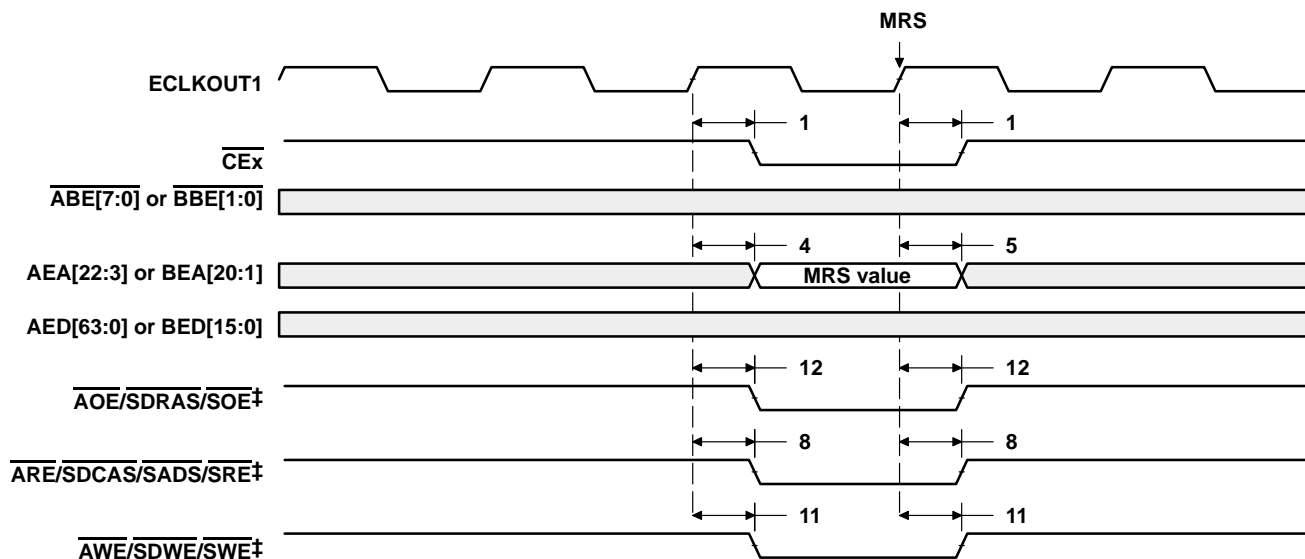 MRS
ECLKOUT1
1 1
CEx
ABE[7:0] or BBE[1:0]
4 5
AEA[22:3] or BEA[20:1] MRS value
AED[63:0] or BED[15:0]
12 12
AOE/SDRAS/SOE‡
8 8
ARE/SDCAS/SADS/SRE‡
11 11
AWE/SDWE/SWE‡